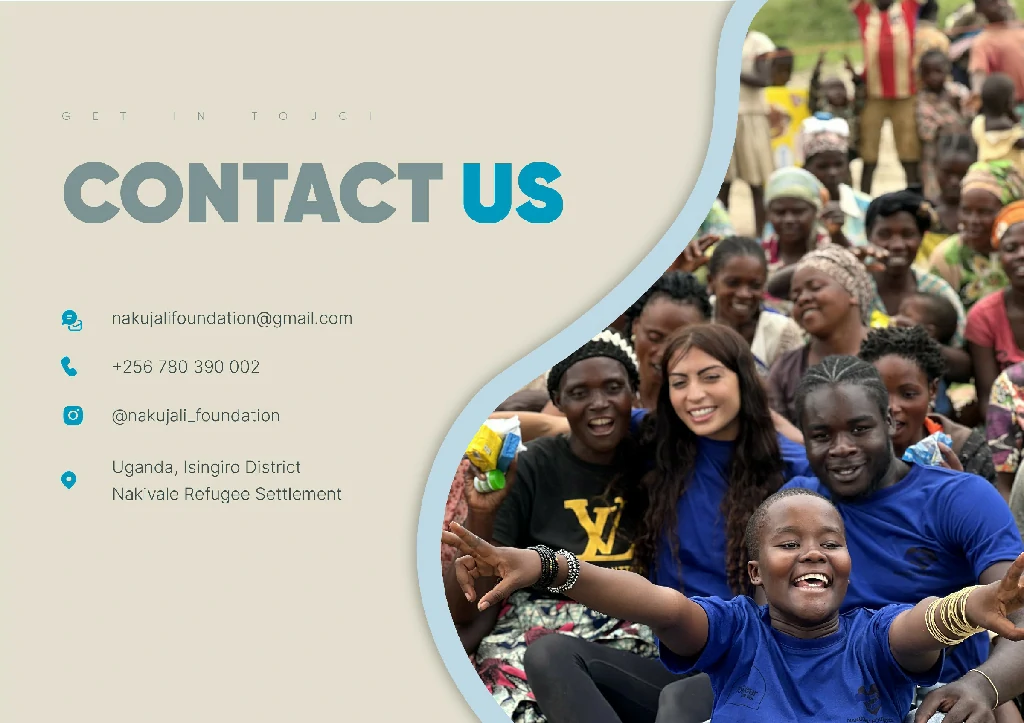 GET IN TOUCH
CONTACT US
nakujalifoundation@gmail.com
+256 780 390 002
@nakujali_foundation
Uganda, Isingiro District
Nak'vale Refugee Settlement
LV